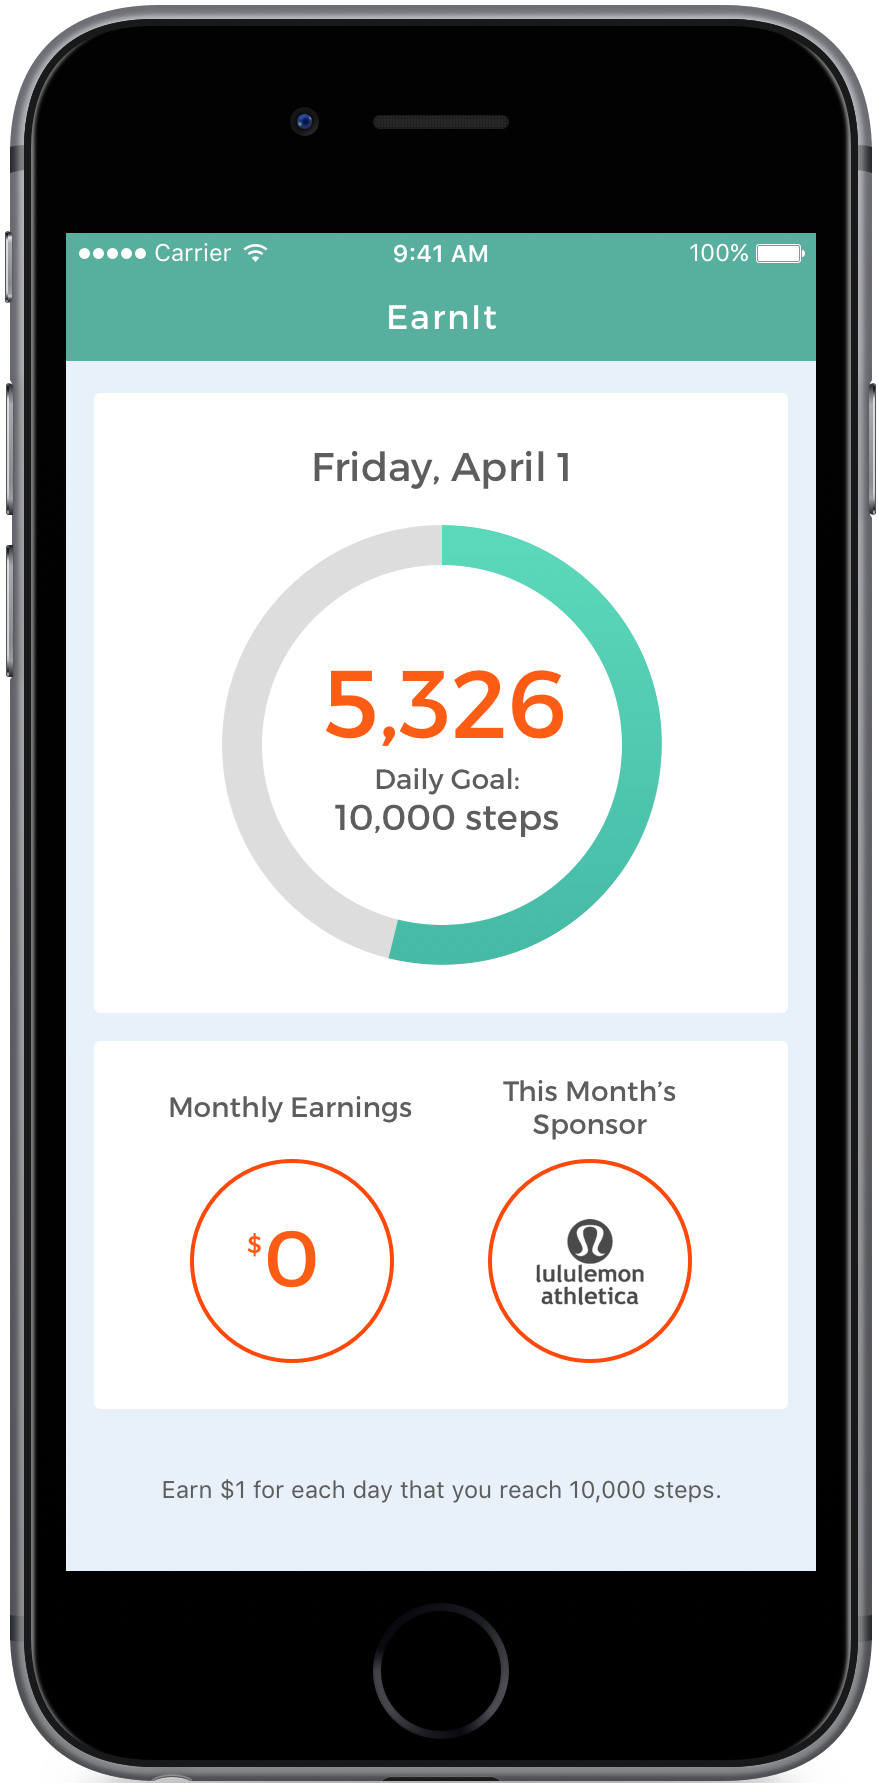 Carrier 9:41 AM 100%
EarnIt
Friday, April 1
5,326
Daily Goal:
10,000 steps
Monthly Earnings
$0
This Month’s
Sponsor
lululemon
athletica
Earn $1 for each day that you reach 10,000 steps.